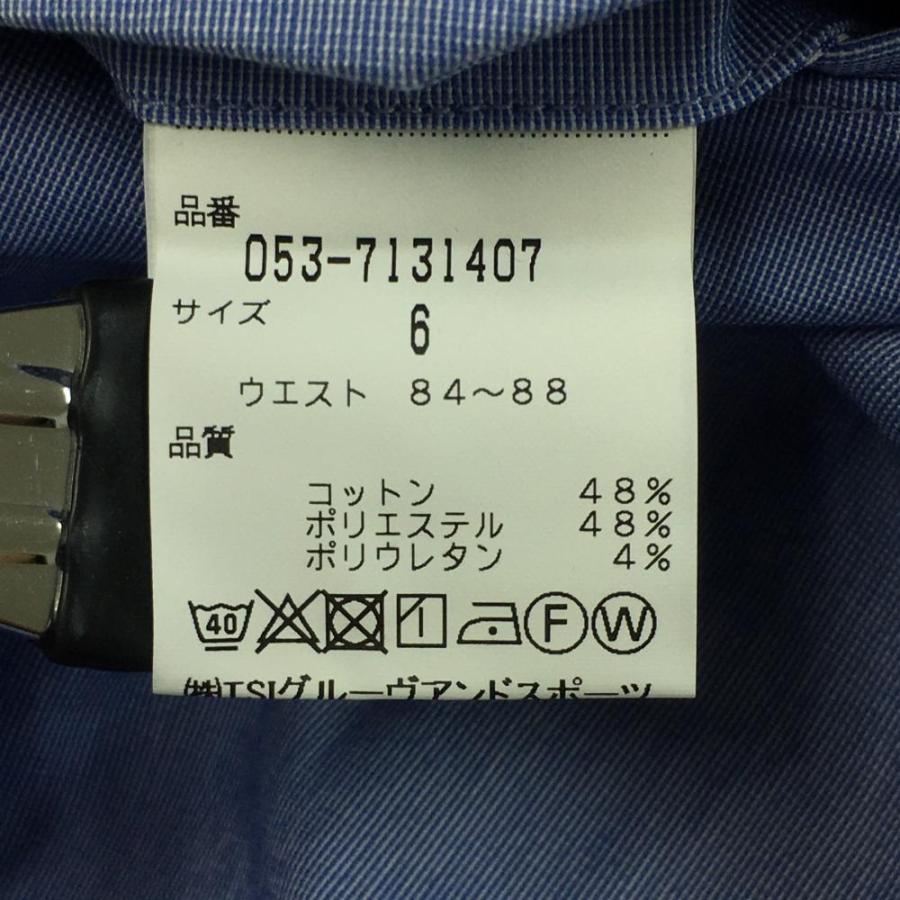 品番
053-7131407
サイズ 6
ウエスト 84～88
品質
コットン 48%
ポリエステル 48%
ポリウレタン 4%
40 F W
㈱TSIグルーヴアンドスポーツ